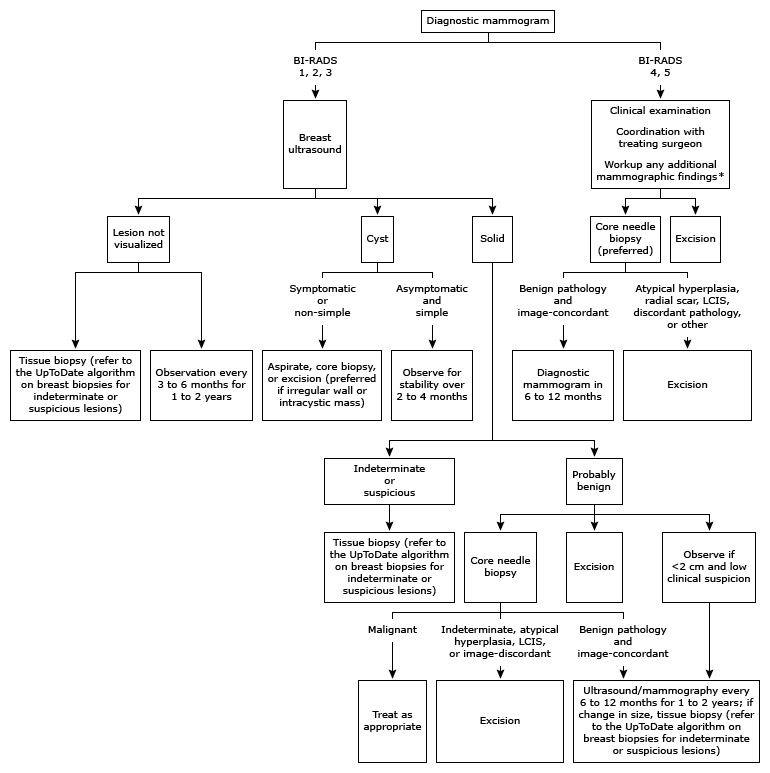 Diagnostic mammogram
BI-RADS
1, 2, 3
BI-RADS
4, 5
Breast
ultrasound
Clinical examination
Coordination with
treating surgeon
Workup any additional
mammographic findings*
Lesion not
visualized
Cyst
Solid
Core needle
biopsy
(preferred)
Excision
Symptomatic
or
non-simple
Asymptomatic
and
simple
Benign pathology
and
image-concordant
Atypical hyperplasia,
radial scar, LCIS,
discordant pathology,
or other
Tissue biopsy (refer to
the UpToDate algorithm
on breast biopsies for
indeterminate or
suspicious lesions)
Observation every
3 to 6 months for
1 to 2 years
Aspirate, core biopsy,
or excision (preferred
if irregular wall or
intracystic mass)
Observe for
stability over
2 to 4 months
Diagnostic
mammogram in
6 to 12 months
Excision
Indeterminate
or
suspicious
Probably
benign
Tissue biopsy (refer to
the UpToDate algorithm
on breast biopsies for
indeterminate or
suspicious lesions)
Core needle
biopsy
Excision
Observe if
<2 cm and low
clinical suspicion
Malignant
Indeterminate, atypical
hyperplasia, LCIS,
or image-discordant
Benign pathology
and
image-concordant
Treat as
appropriate
Excision
Ultrasound/mammography every
6 to 12 months for 1 to 2 years; if
change in size, tissue biopsy (refer
to the UpToDate algorithm on
breast biopsies for indeterminate
or suspicious lesions)